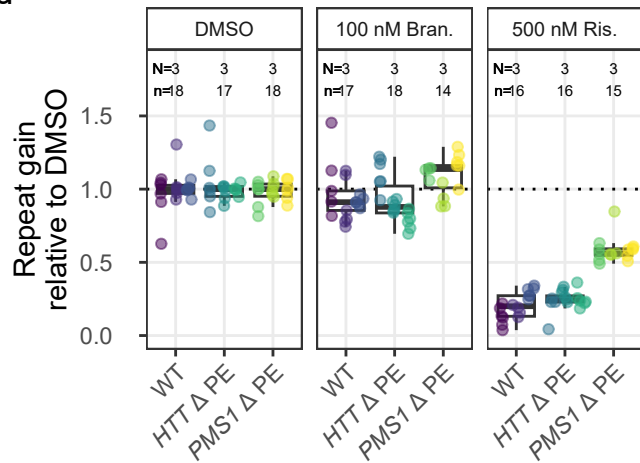 DMSO
100 nM Bran.
500 nM Ris.
N=3 3 3
N=3 3 3
N=3 3 3
n=18 17 18
n=17 18 14
n=16 16 15
Repeat gain
relative to DMSO
1.5
1.0
0.5
0.0
WT
HTT Δ PE
PMS1 Δ PE
WT
HTT Δ PE
PMS1 Δ PE
WT
HTT Δ PE
PMS1 Δ PE